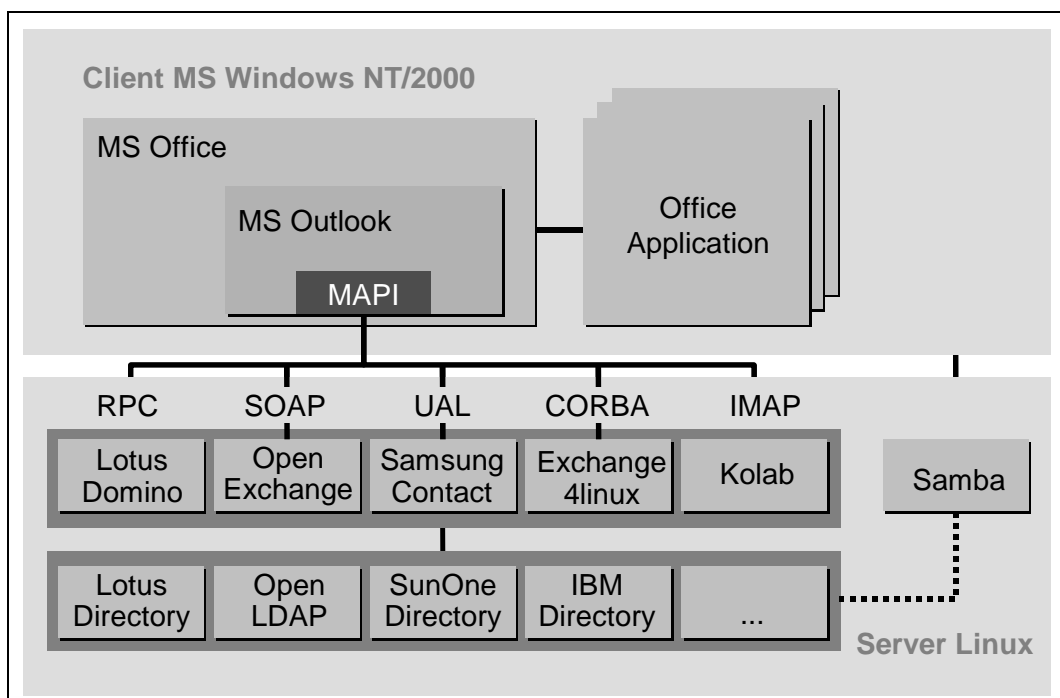 Client MS Windows NT/2000
MS Office
MS Outlook
MAPI
Office
Application
RPC
SOAP
UAL
CORBA
IMAP
Lotus
Domino
Open
Exchange
Samsung
Contact
Exchange
4linux
Kolab
Samba
Lotus
Directory
Open
LDAP
SunOne
Directory
IBM
Directory
...
Server Linux